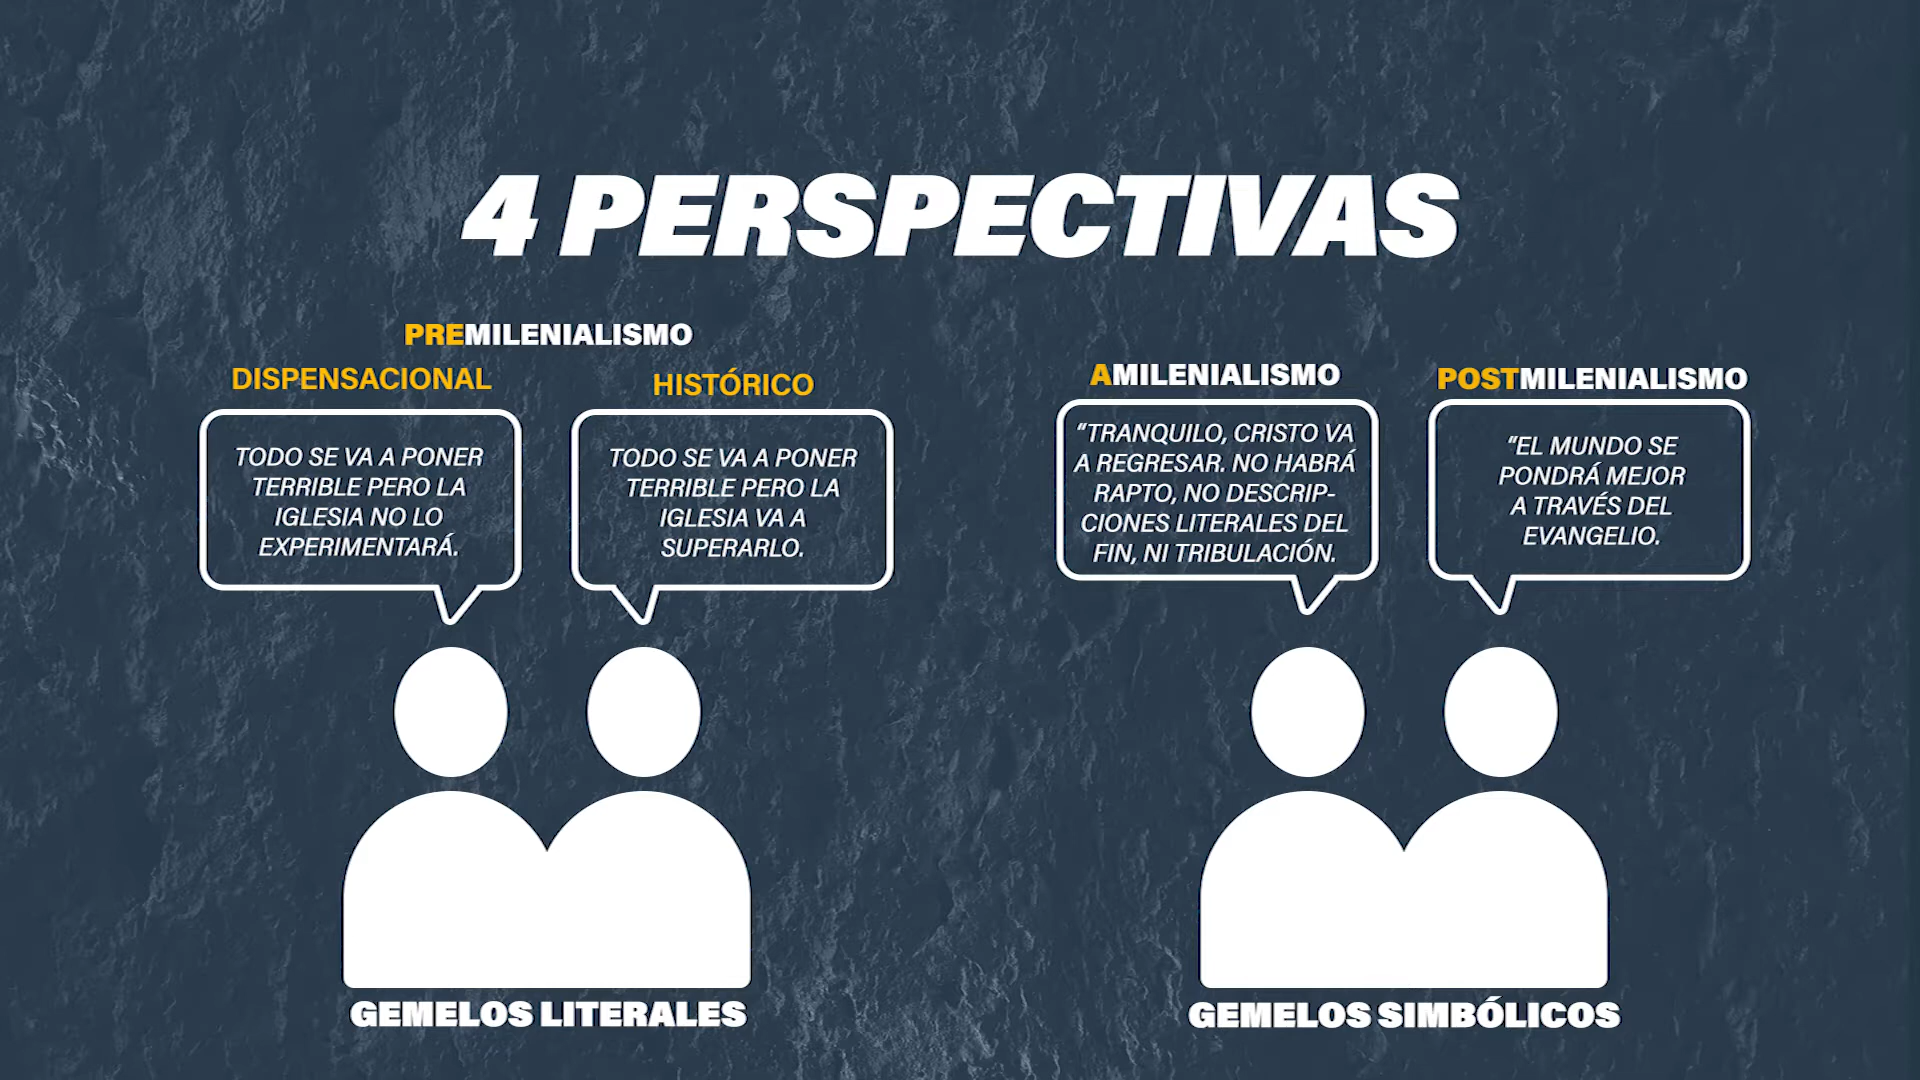 4 PERSPECTIVAS
PREMILENIALISMO
DISPENSACIONAL
TODO SE VA A PONER
TERRIBLE PERO LA
IGLESIA NO LO
EXPERIMENTARÁ.
HISTÓRICO
TODO SE VA A PONER
TERRIBLE PERO LA
IGLESIA VA A
SUPERARLO.
GEMELOS LITERALES
AMILENIALISMO
"TRANQUILO, CRISTO VA
A REGRESAR. NO HABRÁ
RAPTO, NO DESCRIP-
CIONES LITERALES DEL
FIN, NI TRIBULACIÓN.
POSTMILENIALISMO
"EL MUNDO SE
PONDRÁ MEJOR
A TRAVÉS DEL
EVANGELIO.
GEMELOS SIMBÓLICOS